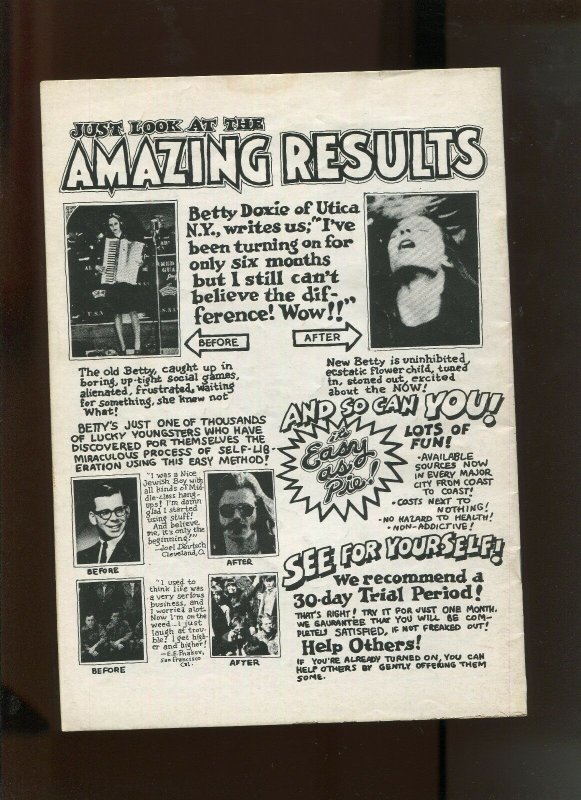 JUST LOOK AT THE
AMAZING RESULTS
Betty Doxie of Utica
N.Y., writes us; "I've
been turning on for
only six months
but I still can't
believe the dif-
ference! Wow!!"
BEFORE
AFTER
The old Betty, caught up in
boring, up-tight social games,
alienated, frustrated, waiting
for something, she knew not
What!
New Betty is uninhibited,
ecstatic flower child, tuned
in, stoned out, excited
about the NOW!
BETTY'S JUST ONE OF THOUSANDS
OF LUCKY YOUNGSTERS WHO HAVE
DISCOVERED FOR THEMSELVES THE
MIRACULOUS PROCESS OF SELF-LIB-
ERATION USING THIS EASY METHOD!
"I was a Nice
Jewish Boy with
all kinds of Mid-
dle-class hang-
ups! I'm damn
glad I started
using stuff!
And believe
me, it's only the
beginning!"
—Joel Deutsch
Cleveland, O.
BEFORE
AFTER
"I used to
think life was
a very serious
business, and
I worried alot.
Now I'm on the
weed...i just
laugh at trou-
ble! I get high-
er and higher!
San Francisco
Cal.
BEFORE
AFTER
AND SO CAN YOU!
it's
Easy
as
Pie!
LOTS OF
FUN!
•AVAILABLE
SOURCES NOW
IN EVERY MAJOR
CITY FROM COAST
TO COAST!
•COSTS NEXT TO
NOTHING!
•NO HAZARD TO HEALTH!
•NON-ADDICTIVE!
SEE FOR YOURSELF!
We recommend a
30-day Trial Period!
THAT'S RIGHT! TRY IT FOR JUST ONE MONTH.
WE GAURANTEE THAT YOU WILL BE COM-
PLETELY SATISFIED, IF NOT FREAKED OUT!
Help Others!
IF YOU'RE ALREADY TURNED ON, YOU CAN
HELP OTHERS BY GENTLY OFFERING THEM
SOME.